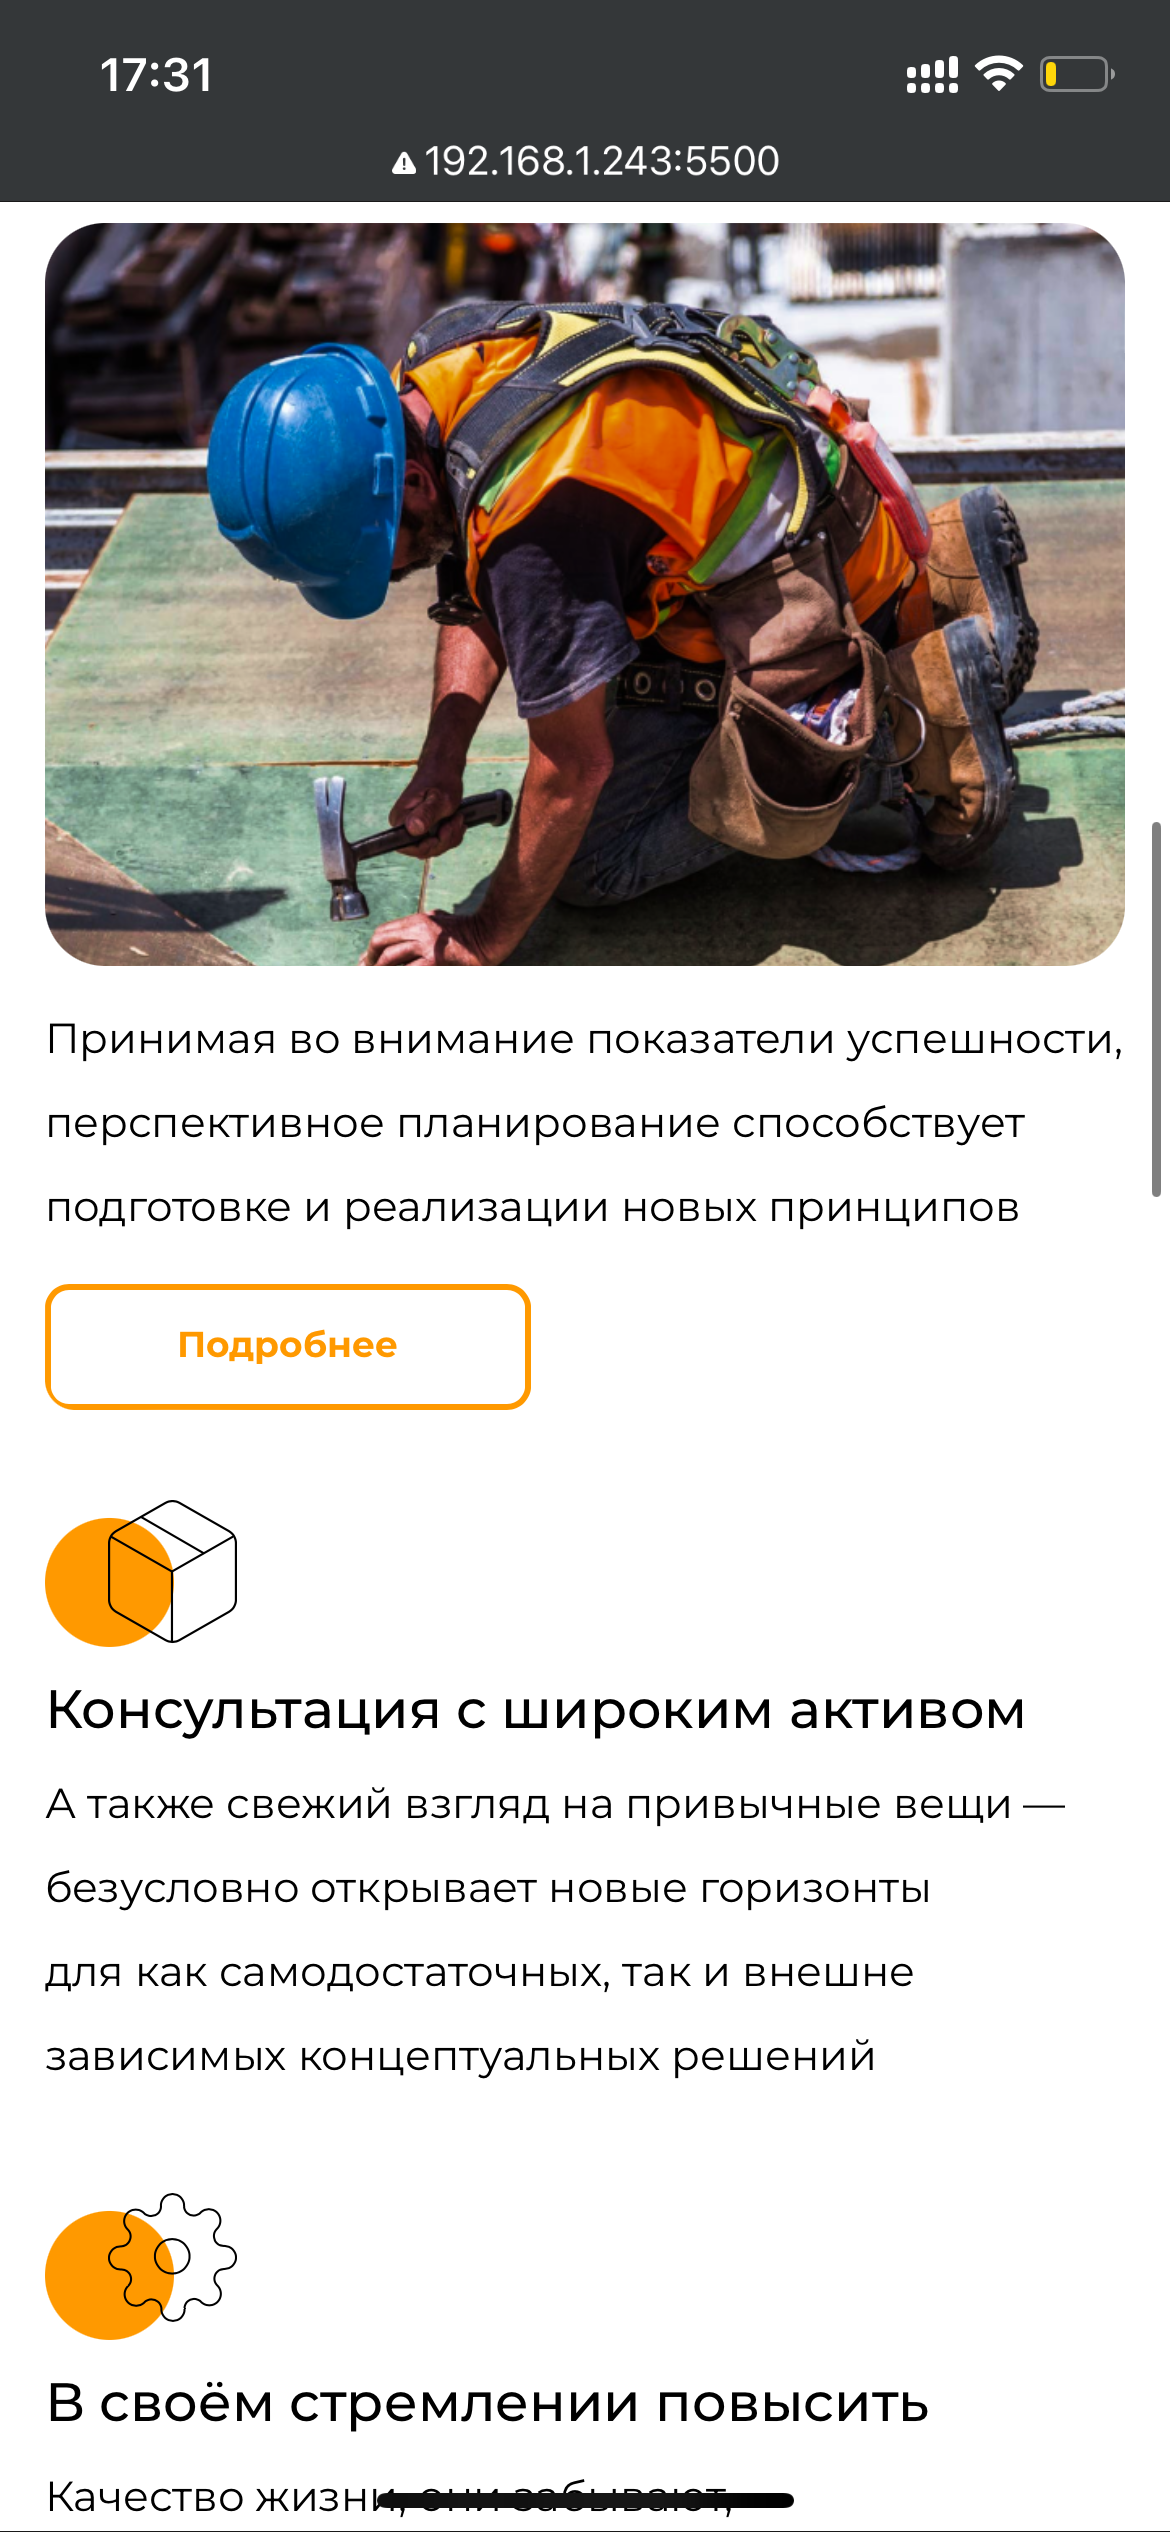 17:31
192.168.1.243:5500
Принимая во внимание показатели успешности,
перспективное планирование способствует
подготовке и реализации новых принципов
Подробнее
Консультация с широким активом
А также свежий взгляд на привычные вещи —
безусловно открывает новые горизонты
для как самодостаточных, так и внешне
зависимых концептуальных решений
В своём стремлении повысить
Качество жизни, они забывают,